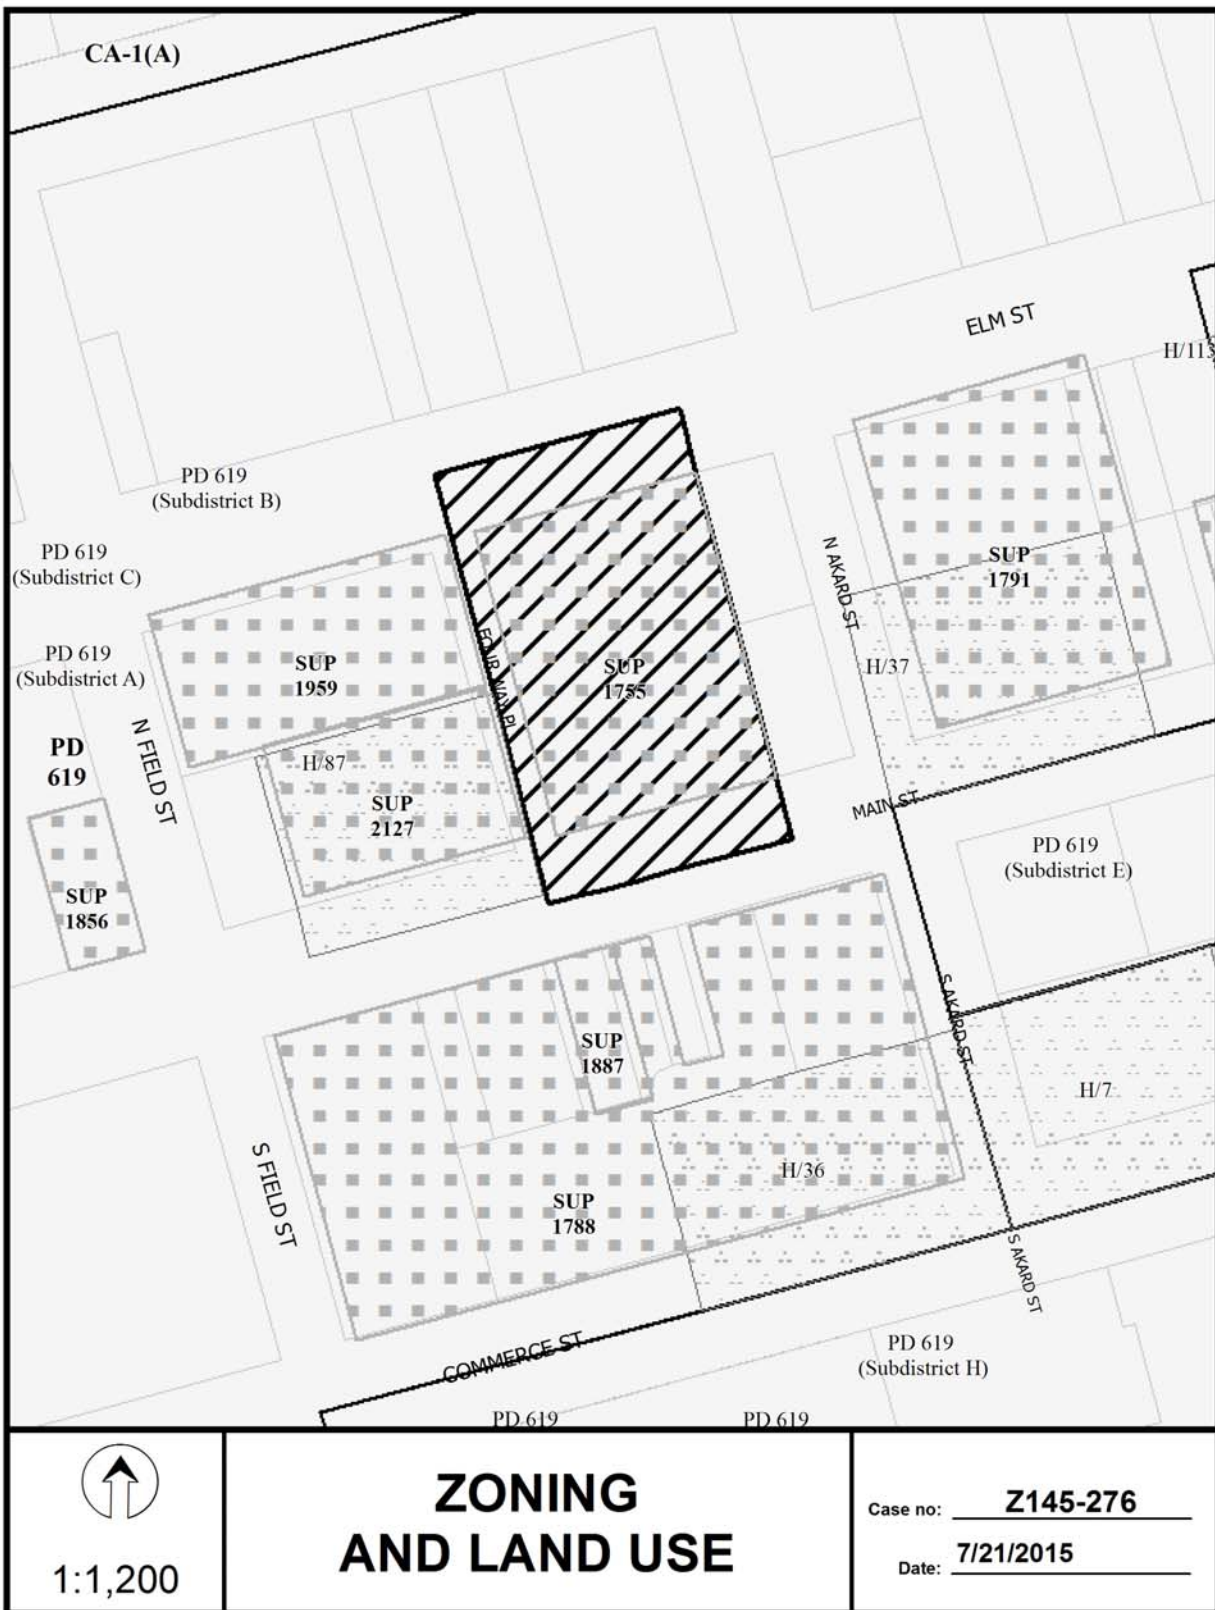 CA-1(A)
ELM ST
H/113
PD 619
(Subdistrict B)
PD 619
(Subdistrict C)
N AKARD ST
SUP
1791
PD 619
(Subdistrict A)
SUP
1959
FOUR WAY PL
SUP
1755
H/37
N FIELD ST
PD
619
H/87
SUP
2127
MAIN ST
PD 619
(Subdistrict E)
SUP
1856
S AKARD ST
SUP
1887
H/7
S FIELD ST
H/36
SUP
1788
S AKARD ST
COMMERCE ST
PD 619
(Subdistrict H)
PD 619
PD 619
1:1,200
ZONING
AND LAND USE
Case no: Z145-276
Date: 7/21/2015